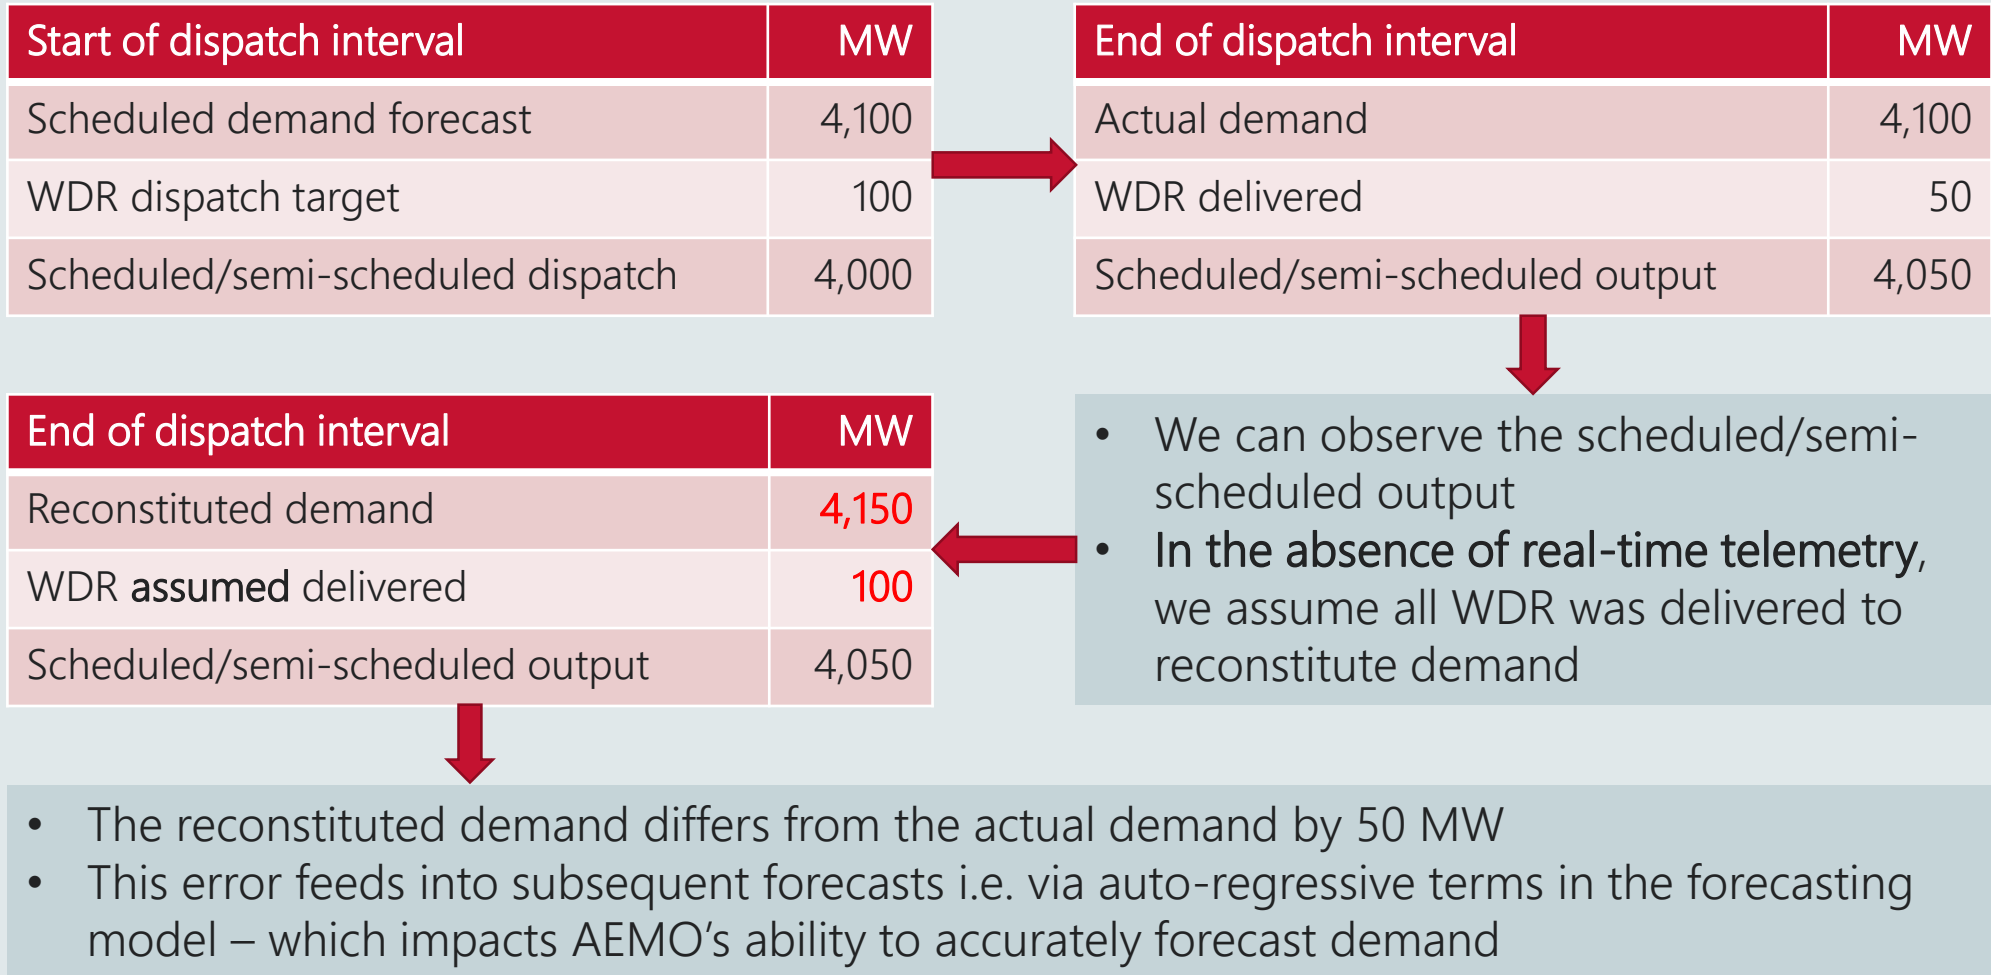 Start of dispatch interval MW
Scheduled demand forecast 4,100
WDR dispatch target 100
Scheduled/semi-scheduled dispatch 4,000
End of dispatch interval MW
Actual demand 4,100
WDR delivered 50
Scheduled/semi-scheduled output 4,050
• We can observe the scheduled/semi-
scheduled output
• In the absence of real-time telemetry,
we assume all WDR was delivered to
reconstitute demand
End of dispatch interval MW
Reconstituted demand 4,150
WDR assumed delivered 100
Scheduled/semi-scheduled output 4,050
• The reconstituted demand differs from the actual demand by 50 MW
• This error feeds into subsequent forecasts i.e. via auto-regressive terms in the forecasting
model – which impacts AEMO’s ability to accurately forecast demand